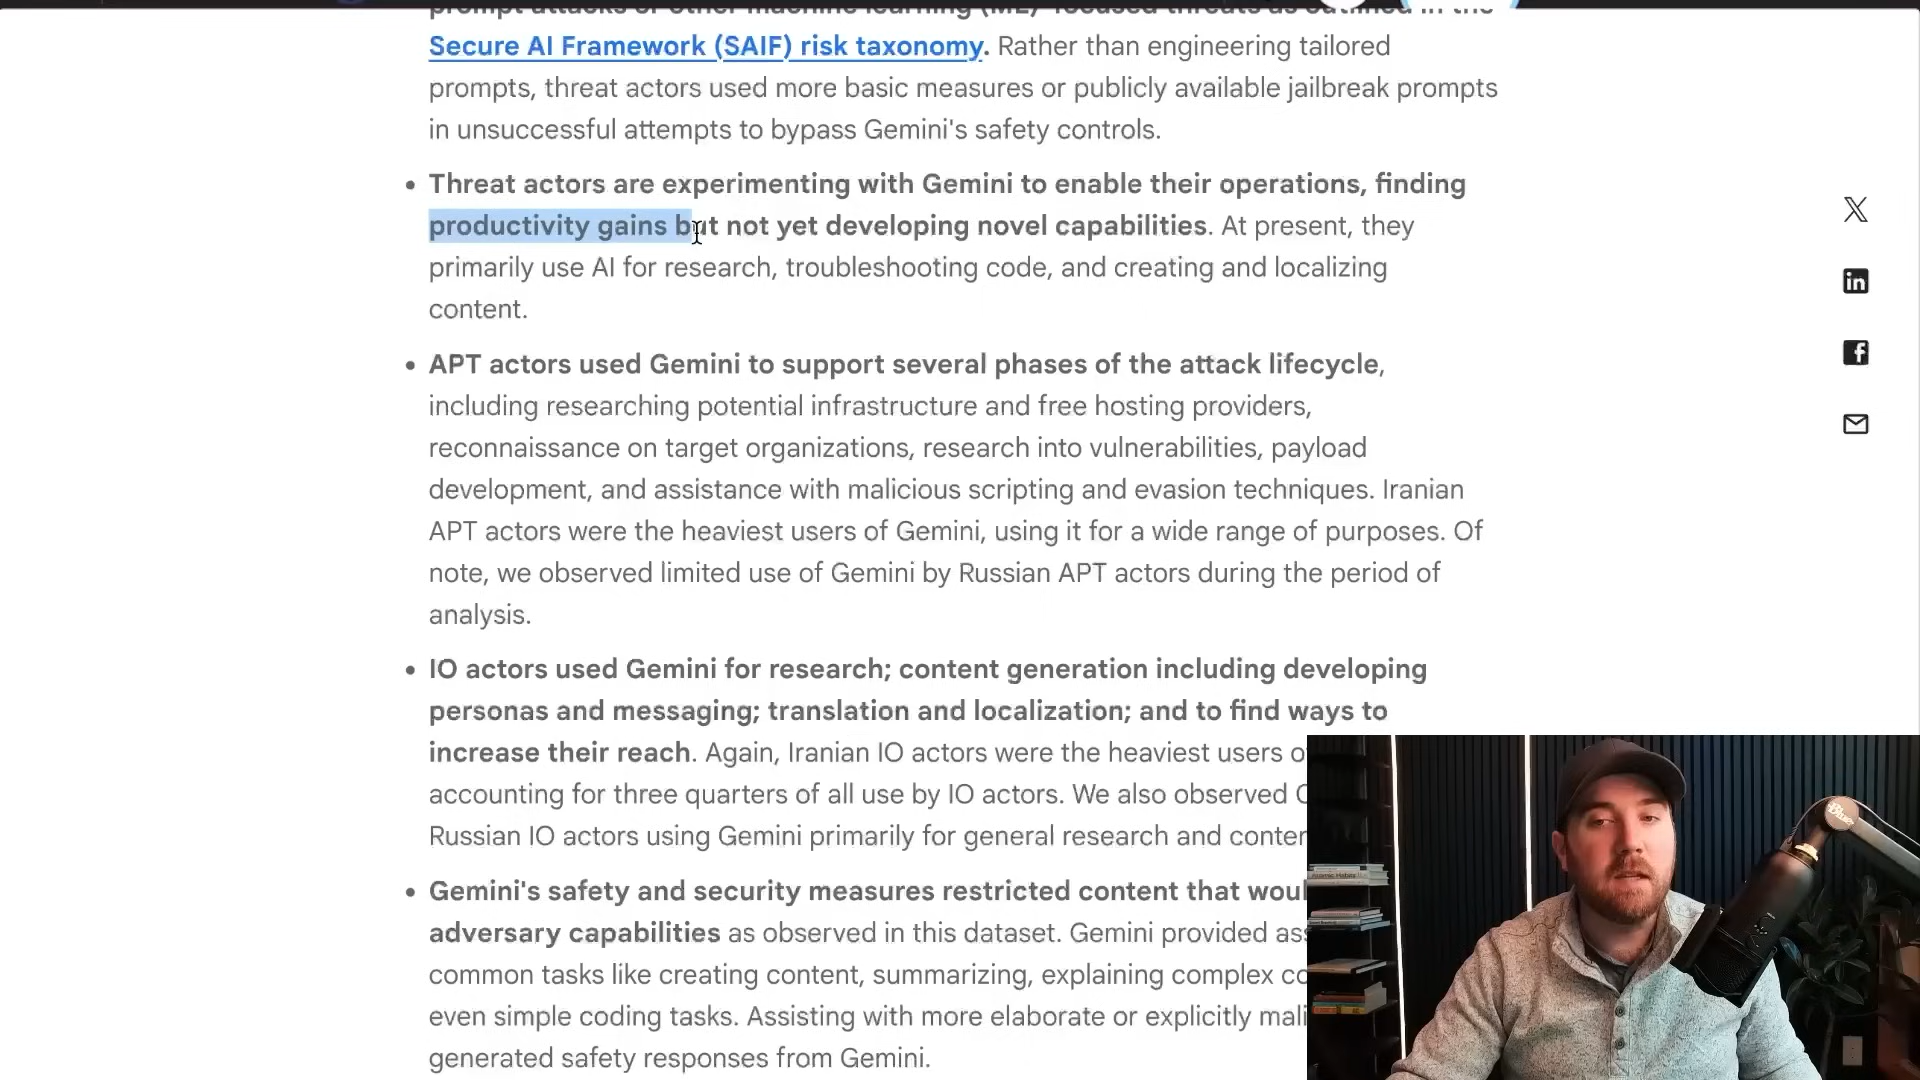 prompt attacks or other machine learning (ML)-focused threats as outlined in the
Secure AI Framework (SAIF) risk taxonomy. Rather than engineering tailored
prompts, threat actors used more basic measures or publicly available jailbreak prompts
in unsuccessful attempts to bypass Gemini's safety controls.
• Threat actors are experimenting with Gemini to enable their operations, finding
productivity gains but not yet developing novel capabilities. At present, they
primarily use AI for research, troubleshooting code, and creating and localizing
content.
• APT actors used Gemini to support several phases of the attack lifecycle,
including researching potential infrastructure and free hosting providers,
reconnaissance on target organizations, research into vulnerabilities, payload
development, and assistance with malicious scripting and evasion techniques. Iranian
APT actors were the heaviest users of Gemini, using it for a wide range of purposes. Of
note, we observed limited use of Gemini by Russian APT actors during the period of
analysis.
• IO actors used Gemini for research; content generation including developing
personas and messaging; translation and localization; and to find ways to
increase their reach. Again, Iranian IO actors were the heaviest users
accounting for three quarters of all use by IO actors. We also observed
Russian IO actors using Gemini primarily for general research and
• Gemini's safety and security measures restricted content that
adversary capabilities as observed in this dataset. Gemini provided
common tasks like creating content, summarizing, explaining complex
even simple coding tasks. Assisting with more elaborate or explicitly
generated safety responses from Gemini.
X
in
f
Blue
Atomic Habits